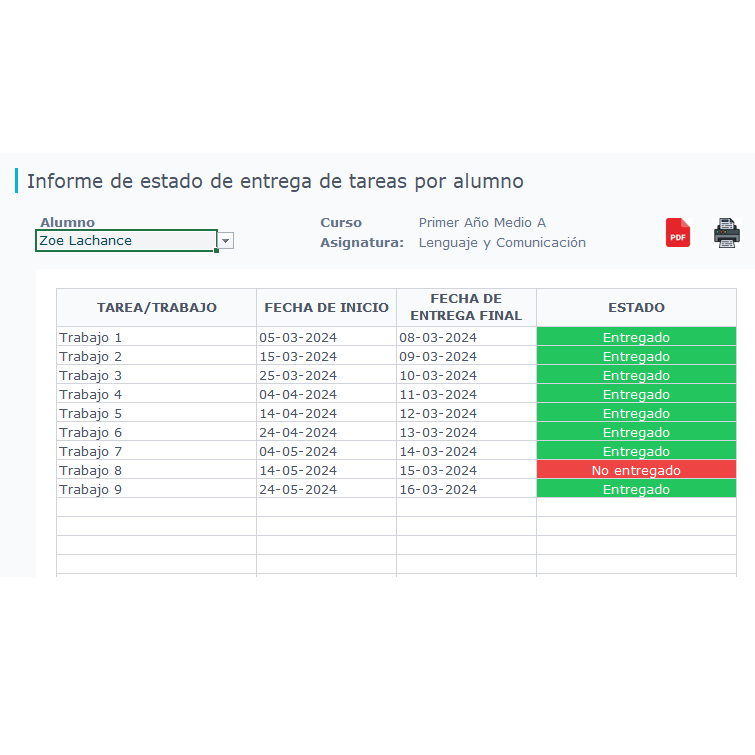 Informe de estado de entrega de tareas por alumno
Alumno
Zoe Lachance
Curso Primer Año Medio A
Asignatura: Lenguaje y Comunicación
PDF
TAREA/TRABAJO FECHA DE INICIO FECHA DE ENTREGA FINAL ESTADO
Trabajo 1 05-03-2024 08-03-2024 Entregado
Trabajo 2 15-03-2024 09-03-2024 Entregado
Trabajo 3 25-03-2024 10-03-2024 Entregado
Trabajo 4 04-04-2024 11-03-2024 Entregado
Trabajo 5 14-04-2024 12-03-2024 Entregado
Trabajo 6 24-04-2024 13-03-2024 Entregado
Trabajo 7 04-05-2024 14-03-2024 Entregado
Trabajo 8 14-05-2024 15-03-2024 No entregado
Trabajo 9 24-05-2024 16-03-2024 Entregado